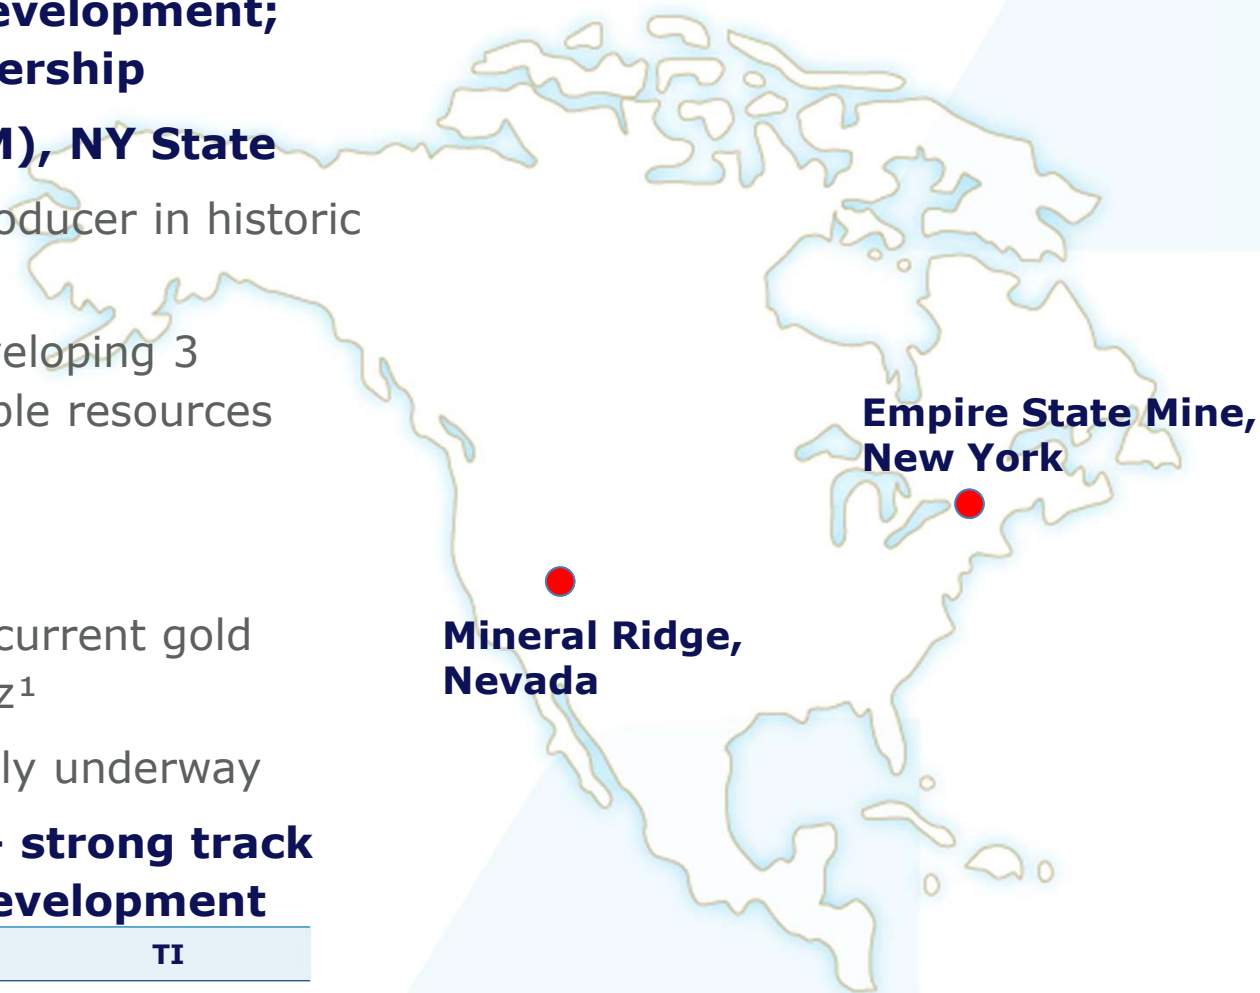 evelopment;
ership
M), NY State
oducer in historic
veloping 3
ble resources
current gold
z¹
ly underway
strong track
evelopment
TI
Empire State Mine,
New York
Mineral Ridge,
Nevada